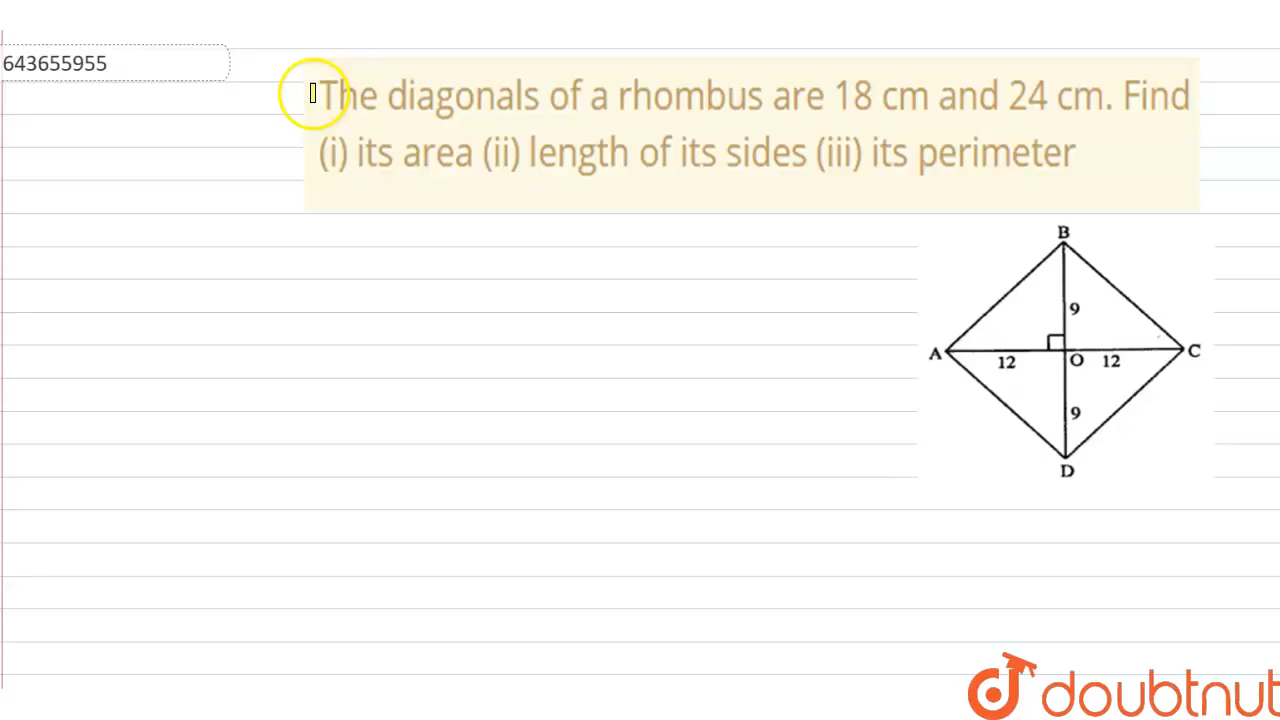 643655955
The diagonals of a rhombus are 18 cm and 24 cm. Find
(i) its area (ii) length of its sides (iii) its perimeter
B
9
A
12
O
12
C
9
D
doubtnut